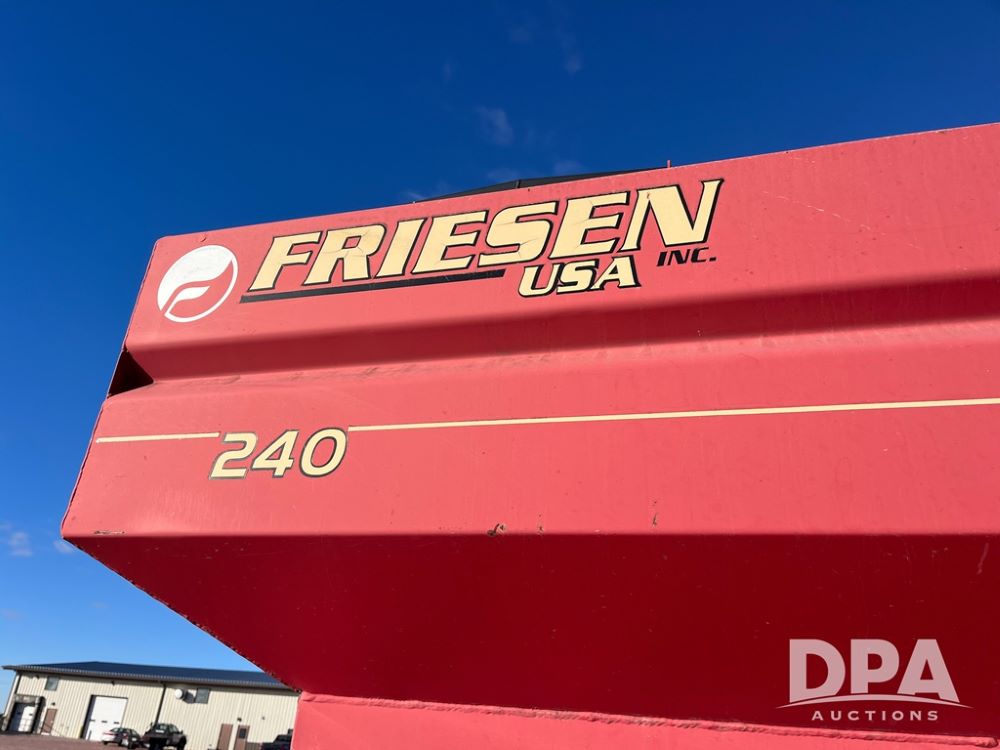 FRIESEN
USA INC.
240
DPA
AUCTIONS